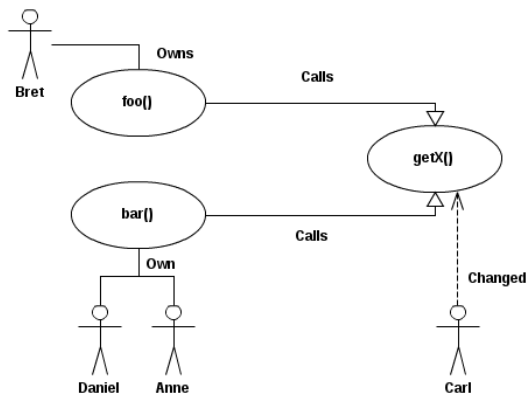 Owns
Bret
foo()
Calls
getX()
bar()
Calls
Own
Changed
Daniel
Anne
Carl